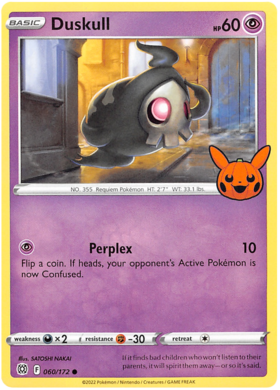 BASIC
Duskull
HP60
NO. 355 Requiem Pokémon HT: 2'7" WT: 33.1 lbs.
Perplex 10
Flip a coin. If heads, your opponent's Active Pokémon is
now Confused.
weakness ×2 resistance -30 retreat
Illus. SATOSHI NAKAI
F 060/172
If it finds bad children who won't listen to their
parents, it will spirit them away—or so it's said.
©2022 Pokémon / Nintendo / Creatures / GAME FREAK